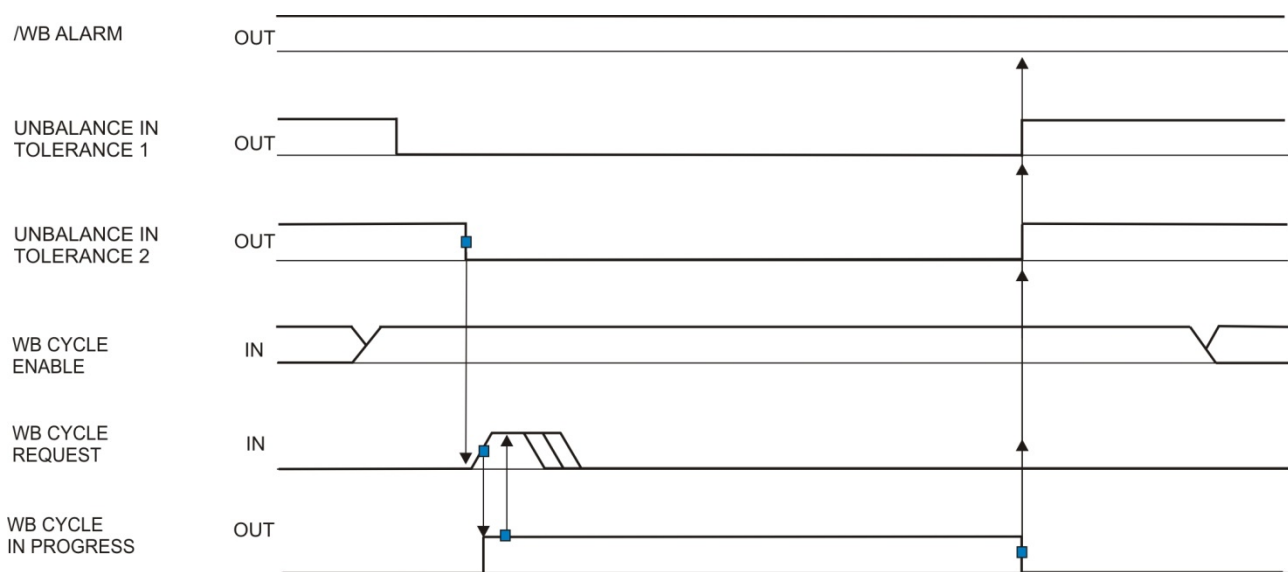 /WB ALARM OUT
UNBALANCE IN
TOLERANCE 1 OUT
UNBALANCE IN
TOLERANCE 2 OUT
WB CYCLE
ENABLE IN
WB CYCLE
REQUEST IN
WB CYCLE
IN PROGRESS OUT